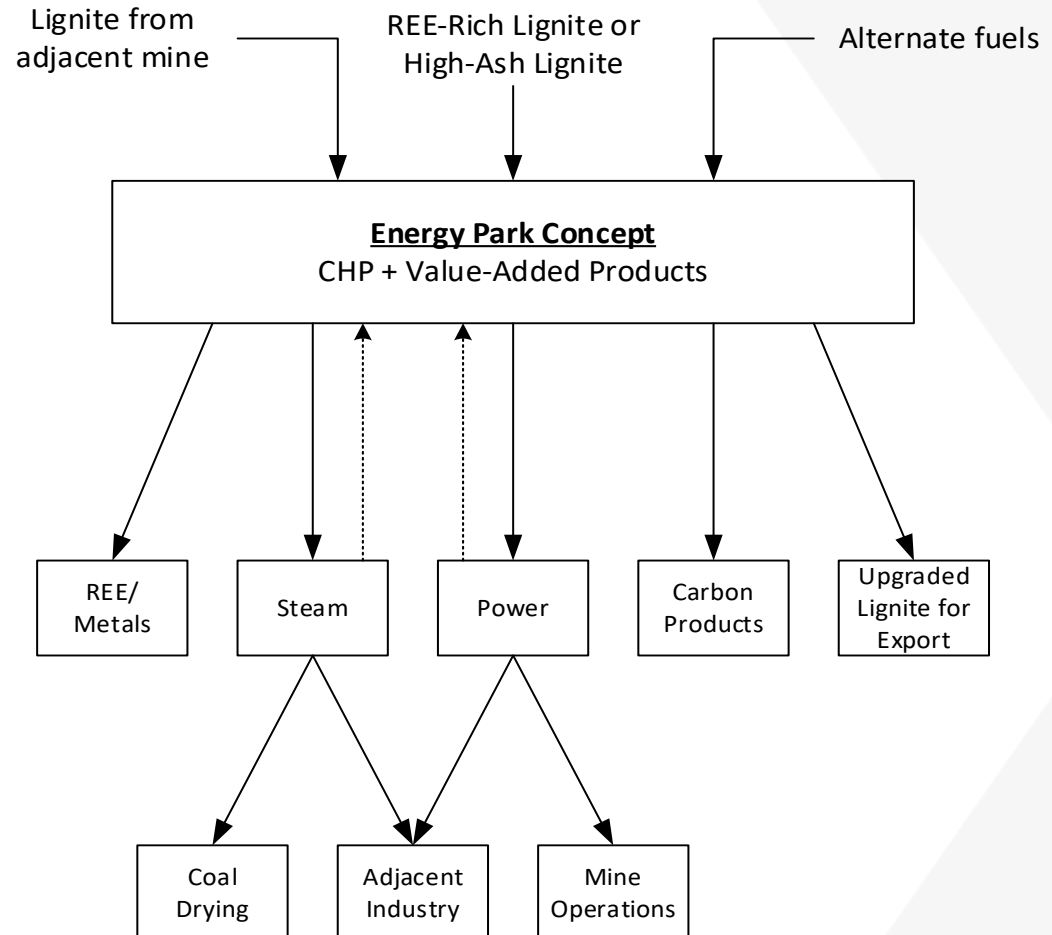 Lignite from
adjacent mine
REE-Rich Lignite or
High-Ash Lignite
Alternate fuels
Energy Park Concept
CHP + Value-Added Products
REE/
Metals
Steam
Power
Carbon
Products
Upgraded
Lignite for
Export
Coal
Drying
Adjacent
Industry
Mine
Operations